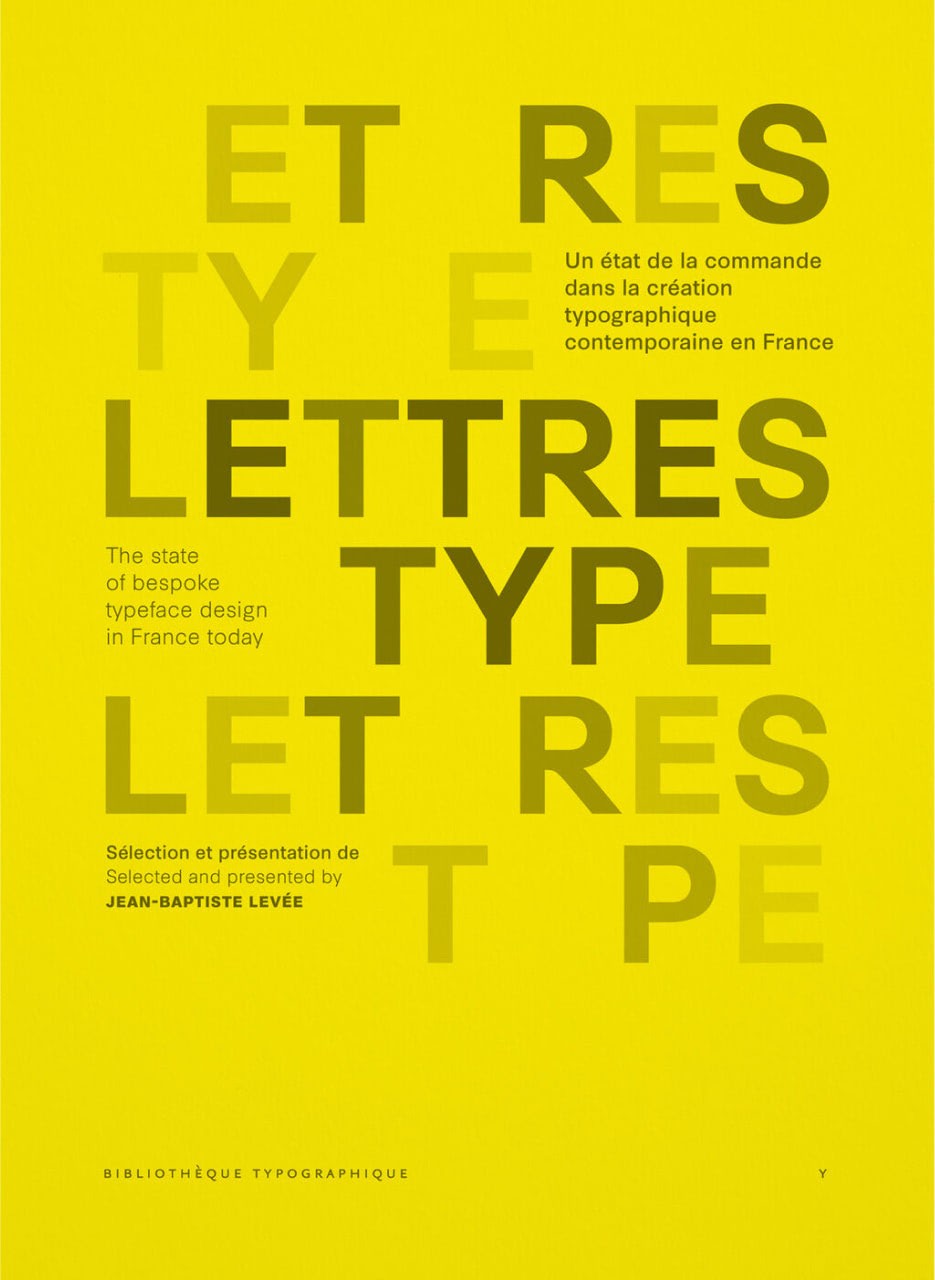 ET RES
TY E
Un état de la commande
dans la création
typographique
contemporaine en France
LETTRES
The state
of bespoke
typeface design
in France today
TYPE
LET RES
Sélection et présentation de
Selected and presented by
JEAN-BAPTISTE LEVÉE
T PE
BIBLIOTHÈQUE TYPOGRAPHIQUE
Y